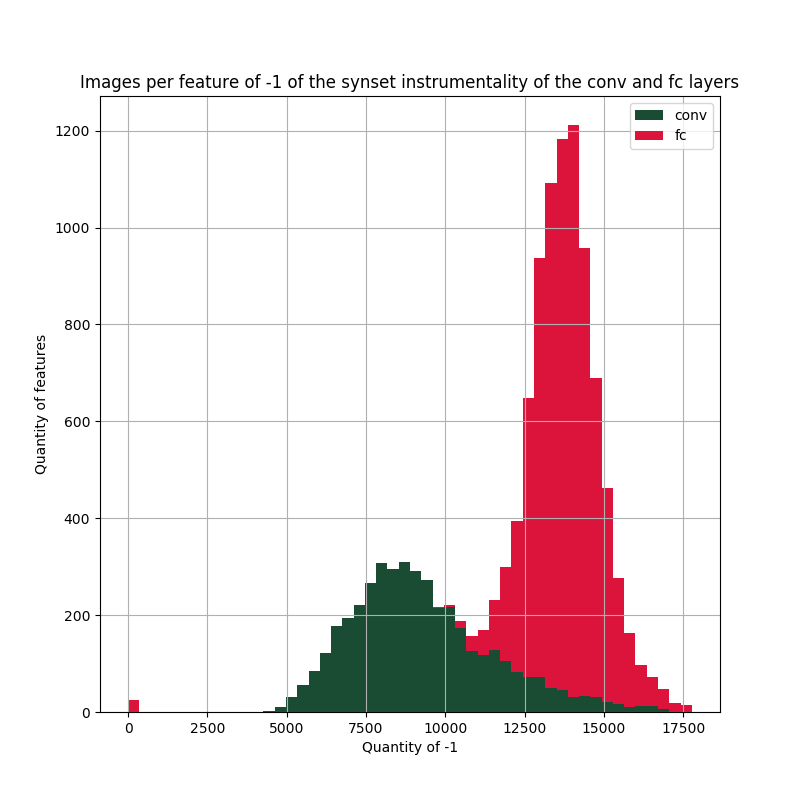 Images per feature of -1 of the synset instrumentality of the conv and fc layers
conv
fc
1200
1000
800
600
400
200
0
Quantity of features
0 2500 5000 7500 10000 12500 15000 17500
Quantity of -1